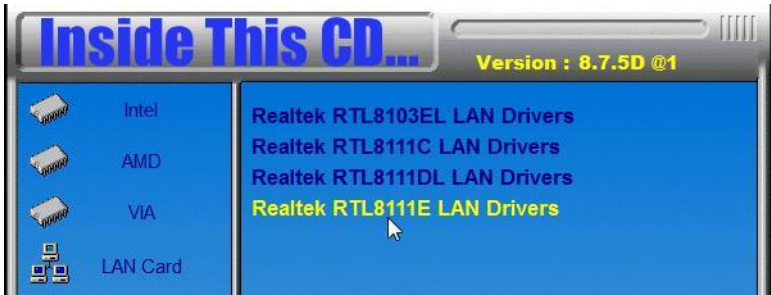 Inside This CD...
Version : 8.7.5D @1
Intel
AMD
VIA
LAN Card
Realtek RTL8103EL LAN Drivers
Realtek RTL8111C LAN Drivers
Realtek RTL8111DL LAN Drivers
Realtek RTL8111E LAN Drivers